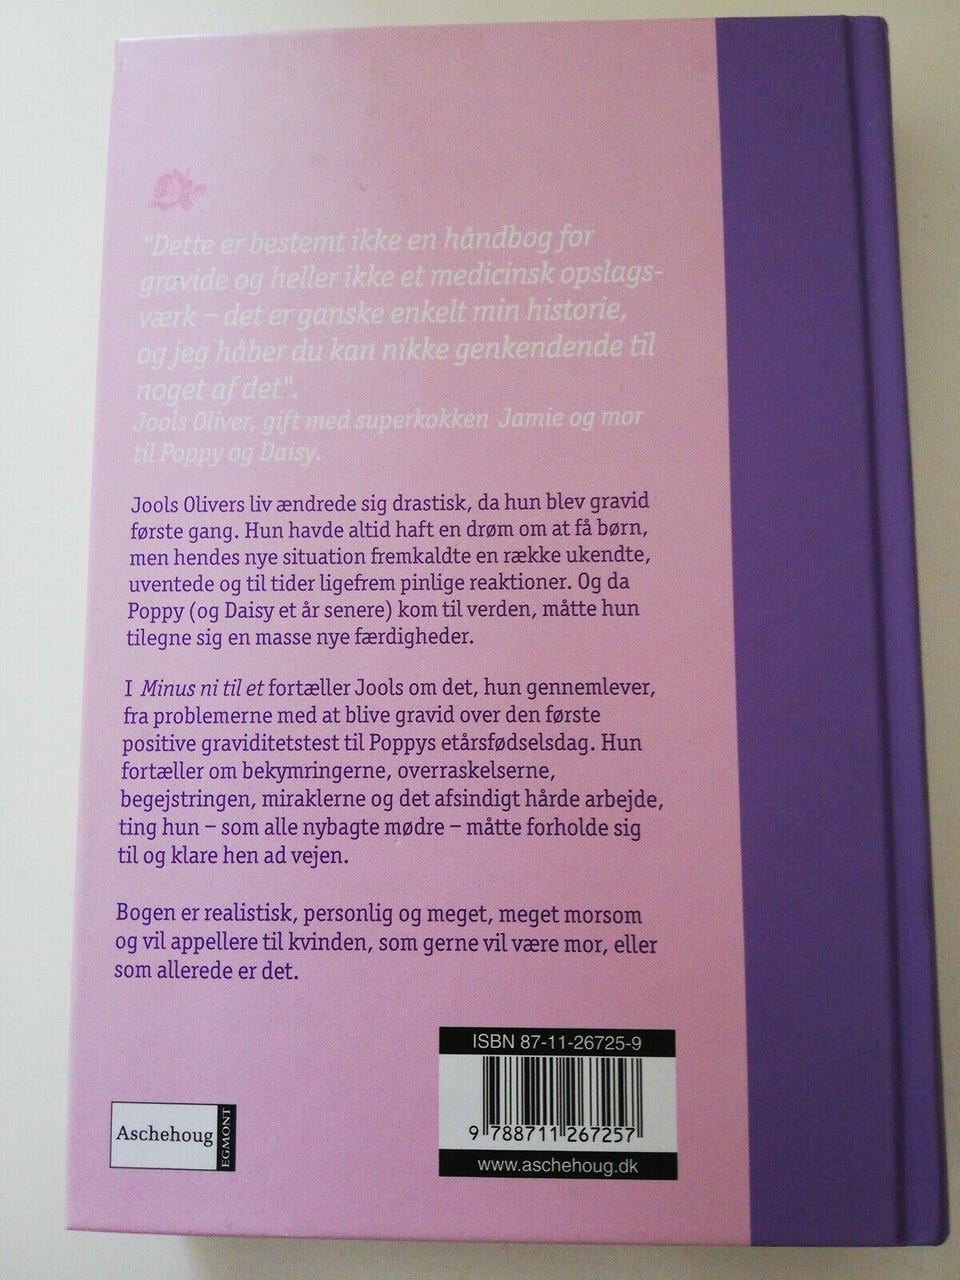 "Dette er bestemt ikke en håndbog for
gravide og heller ikke et medicinsk opslags-
værk – det er ganske enkelt min historie,
og jeg håber du kan nikke genkendende til
noget af det".
Jools Oliver, gift med superkokken Jamie og mor
til Poppy og Daisy.
Jools Olivers liv ændrede sig drastisk, da hun blev gravid
første gang. Hun havde altid haft en drøm om at få børn,
men hendes nye situation fremkaldte en række ukendte,
uventede og til tider ligefrem pinlige reaktioner. Og da
Poppy (og Daisy et år senere) kom til verden, måtte hun
tilegne sig en masse nye færdigheder.
I Minus ni til et fortæller Jools om det, hun gennemlever,
fra problemerne med at blive gravid over den første
positive graviditetstest til Poppys etårsfødselsdag. Hun
fortæller om bekymringerne, overraskelserne,
begejstringen, miraklerne og det afsindigt hårde arbejde,
ting hun – som alle nybagte mødre – måtte forholde sig
til og klare hen ad vejen.
Bogen er realistisk, personlig og meget, meget morsom
og vil appellere til kvinden, som gerne vil være mor, eller
som allerede er det.
ISBN 87-11-26725-9
9 788711 267257
www.aschehoug.dk
Aschehoug
EGMONT